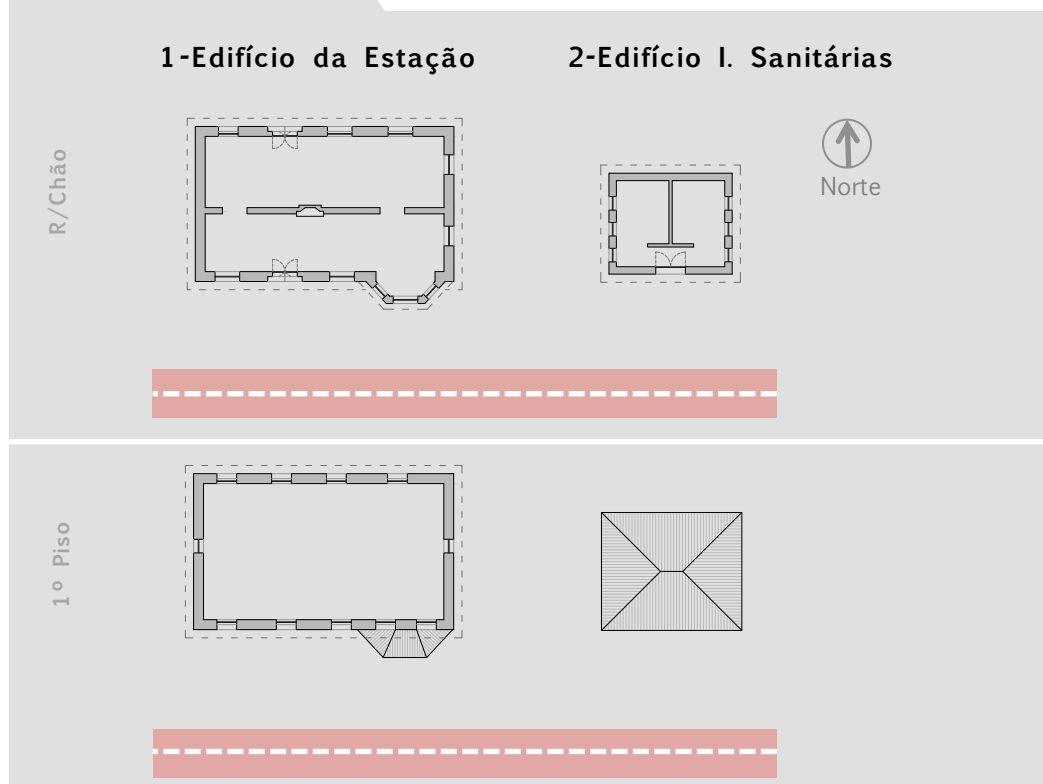 1-Edifício da Estação
2-Edifício I. Sanitárias
R/Chão
Norte
1º Piso